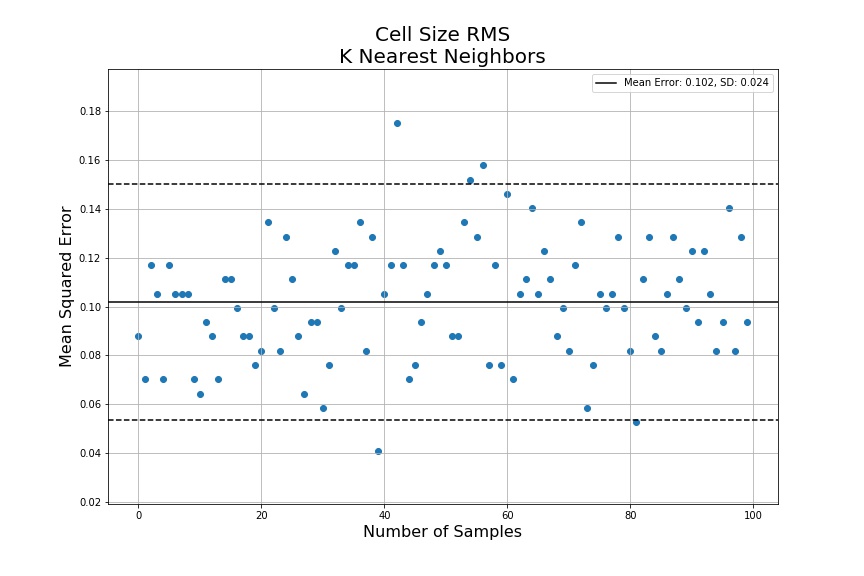 Cell Size RMS
K Nearest Neighbors
Mean Error: 0.102, SD: 0.024
Mean Squared Error
0.18
0.16
0.14
0.12
0.10
0.08
0.06
0.04
0.02
0 20 40 60 80 100
Number of Samples